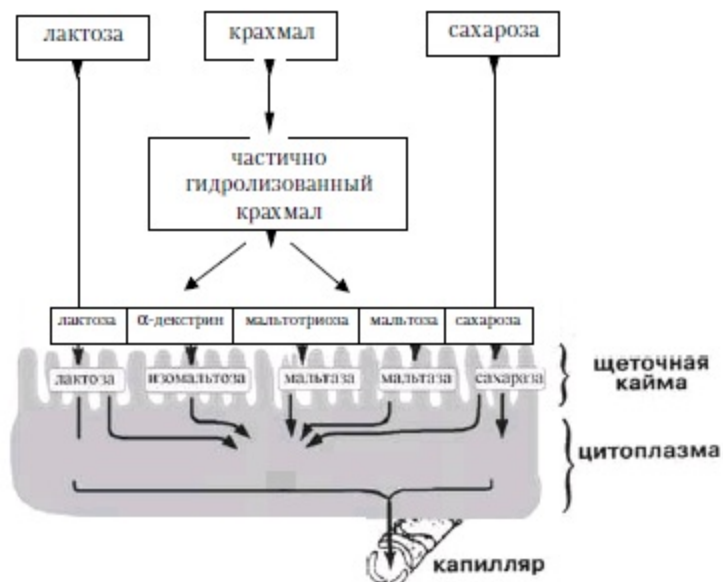 лактоза
крахмал
сахароза
частично
гидролизованный
крахмал
лактоза
α-декстрин
мальтотриоза
мальтоза
сахароза
лактоза
изомальтоза
мальтаза
мальтаза
сахараза
щеточная
кайма
цитоплазма
капилляр